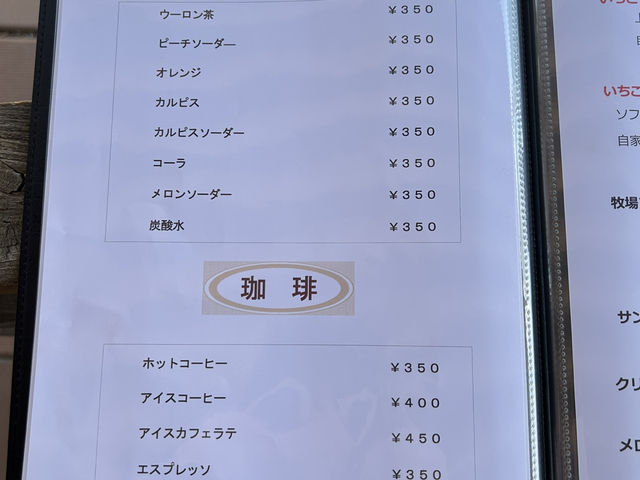 ウーロン茶 ￥３５０
ピーチソーダ― ￥３５０
オレンジ ￥３５０
カルピス ￥３５０
カルピスソーダー ￥３５０
コーラ ￥３５０
メロンソーダー ￥３５０
炭酸水 ￥３５０
珈 琲
ホットコーヒー ￥３５０
アイスコーヒー ￥４００
アイスカフェラテ ￥４５０
エスプレッソ ￥３５０
いちご
ソフ
自家
牧場
サン
クリ
メロ